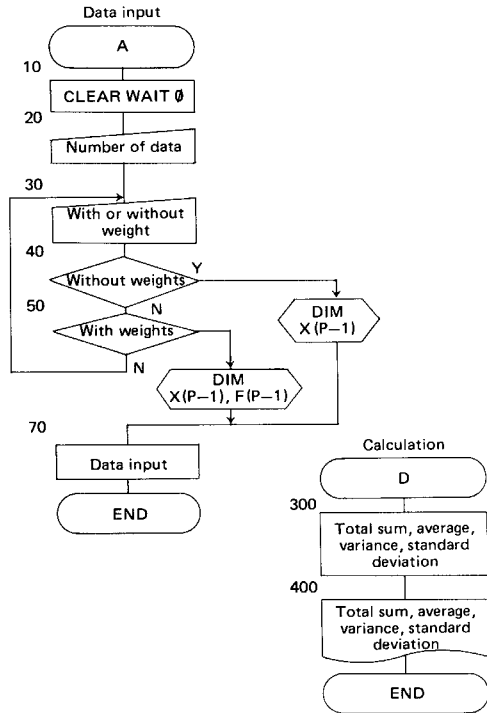 Data input
A
10
CLEAR WAIT Ø
20
Number of data
30
With or without
weight
40
Without weights
Y
N
50
With weights
N
DIM
X(P—1)
DIM
X(P—1), F(P—1)
70
Data input
END
Calculation
D
300
Total sum, average,
variance, standard
deviation
400
Total sum, average,
variance, standard
deviation
END